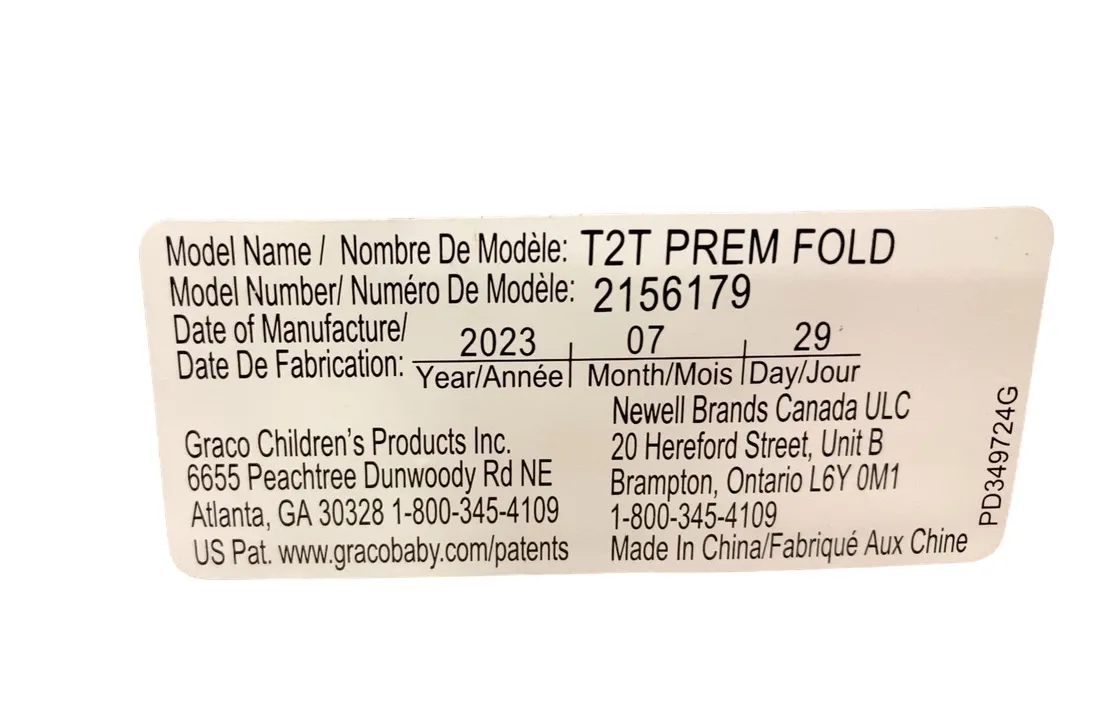 Model Name / Nombre De Modèle: T2T PREM FOLD
Model Number/ Numéro De Modèle: 2156179
Date of Manufacture/
Date De Fabrication:
2023 07 29
Year/Année Month/Mois Day/Jour
Graco Children's Products Inc.
6655 Peachtree Dunwoody Rd NE
Atlanta, GA 30328 1-800-345-4109
US Pat. www.gracobaby.com/patents
Newell Brands Canada ULC
20 Hereford Street, Unit B
Brampton, Ontario L6Y 0M1
1-800-345-4109
Made In China/Fabriqué Aux Chine
PD349724G